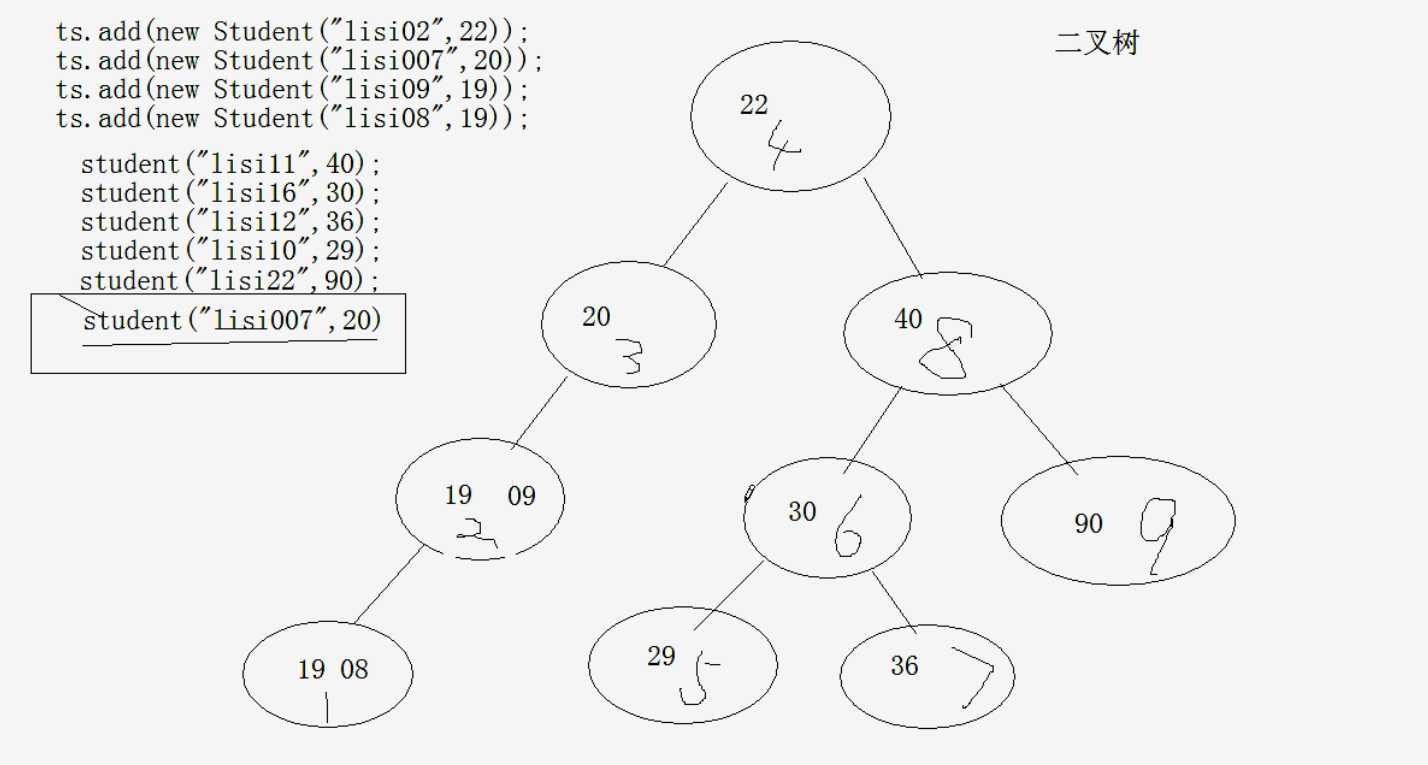 ts.add(new Student("lisi02",22));
ts.add(new Student("lisi007",20));
ts.add(new Student("lisi09",19));
ts.add(new Student("lisi08",19));
student("lisi11",40);
student("lisi16",30);
student("lisi12",36);
student("lisi10",29);
student("lisi22",90);
student("lisi007",20)
二叉树
22
4
20
3
40
8
19 09
2
30
6
90
9
19 08
1
29
5
36
7